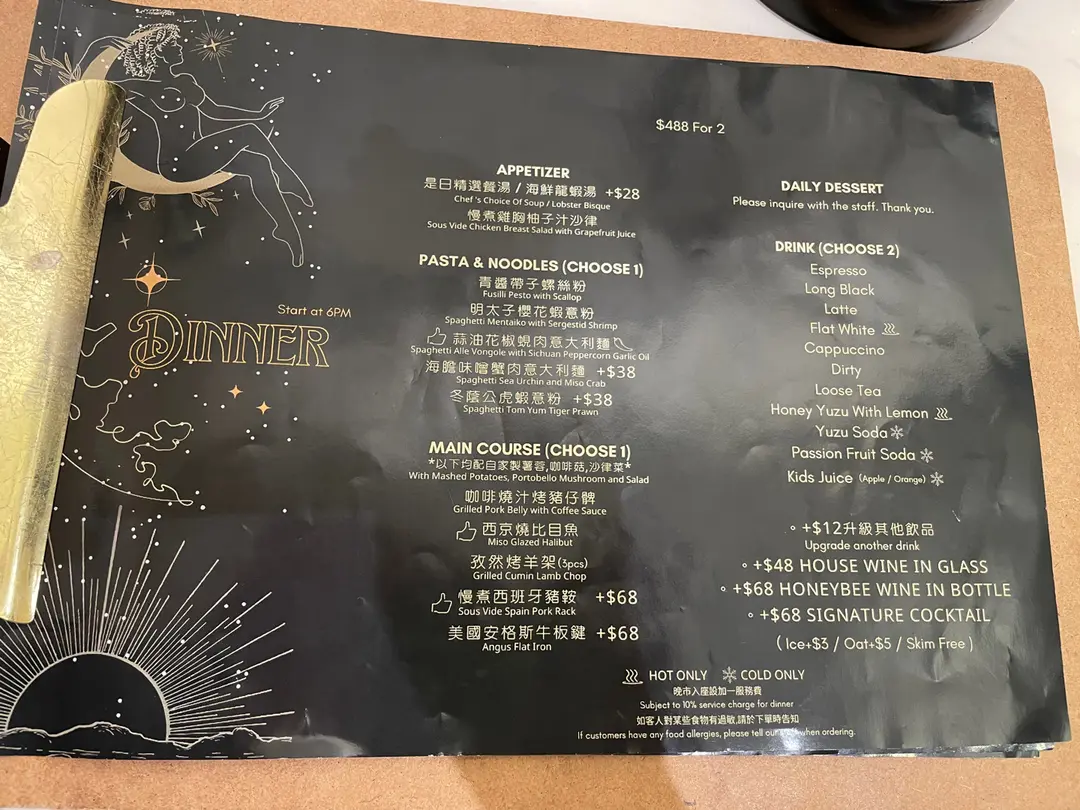 Start at 6PM
DINNER
$488 For 2
APPETIZER
是日精選餐湯 / 海鮮龍蝦湯 +$28
Chef's Choice Of Soup / Lobster Bisque
慢煮雞胸柚子汁沙律
Sous Vide Chicken Breast Salad with Grapefruit Juice
PASTA & NOODLES (CHOOSE 1)
青醬帶子螺絲粉
Fusilli Pesto with Scallop
明太子櫻花蝦意粉
Spaghetti Mentaiko with Sergestid Shrimp
蒜油花椒蜆肉意大利麵
Spaghetti Alle Vongole with Sichuan Peppercorn Garlic Oil
海膽味噌蟹肉意大利麵 +$38
Spaghetti Sea Urchin and Miso Crab
冬蔭公虎蝦意粉 +$38
Spaghetti Tom Yum Tiger Prawn
MAIN COURSE (CHOOSE 1)
*以下均配自家製薯蓉,咖啡菇,沙律菜*
With Mashed Potatoes, Portobello Mushroom and Salad
咖啡燒汁烤豬仔髀
Grilled Pork Belly with Coffee Sauce
西京燒比目魚
Miso Glazed Halibut
孜然烤羊架(3pcs)
Grilled Cumin Lamb Chop
慢煮西班牙豬鞍 +$68
Sous Vide Spain Pork Rack
美國安格斯牛板鍵 +$68
Angus Flat Iron
DAILY DESSERT
Please inquire with the staff. Thank you.
DRINK (CHOOSE 2)
Espresso
Long Black
Latte
Flat White
Cappuccino
Dirty
Loose Tea
Honey Yuzu With Lemon
Yuzu Soda
Passion Fruit Soda
Kids Juice (Apple / Orange)
+$12升級其他飲品
Upgrade another drink
+$48 HOUSE WINE IN GLASS
+$68 HONEYBEE WINE IN BOTTLE
+$68 SIGNATURE COCKTAIL
( Ice+$3 / Oat+$5 / Skim Free )
HOT ONLY COLD ONLY
晚市入座設加一服務費
Subject to 10% service charge for dinner
如客人對某些食物有過敏,請於下單時告知
If customers have any food allergies, please tell our when ordering.